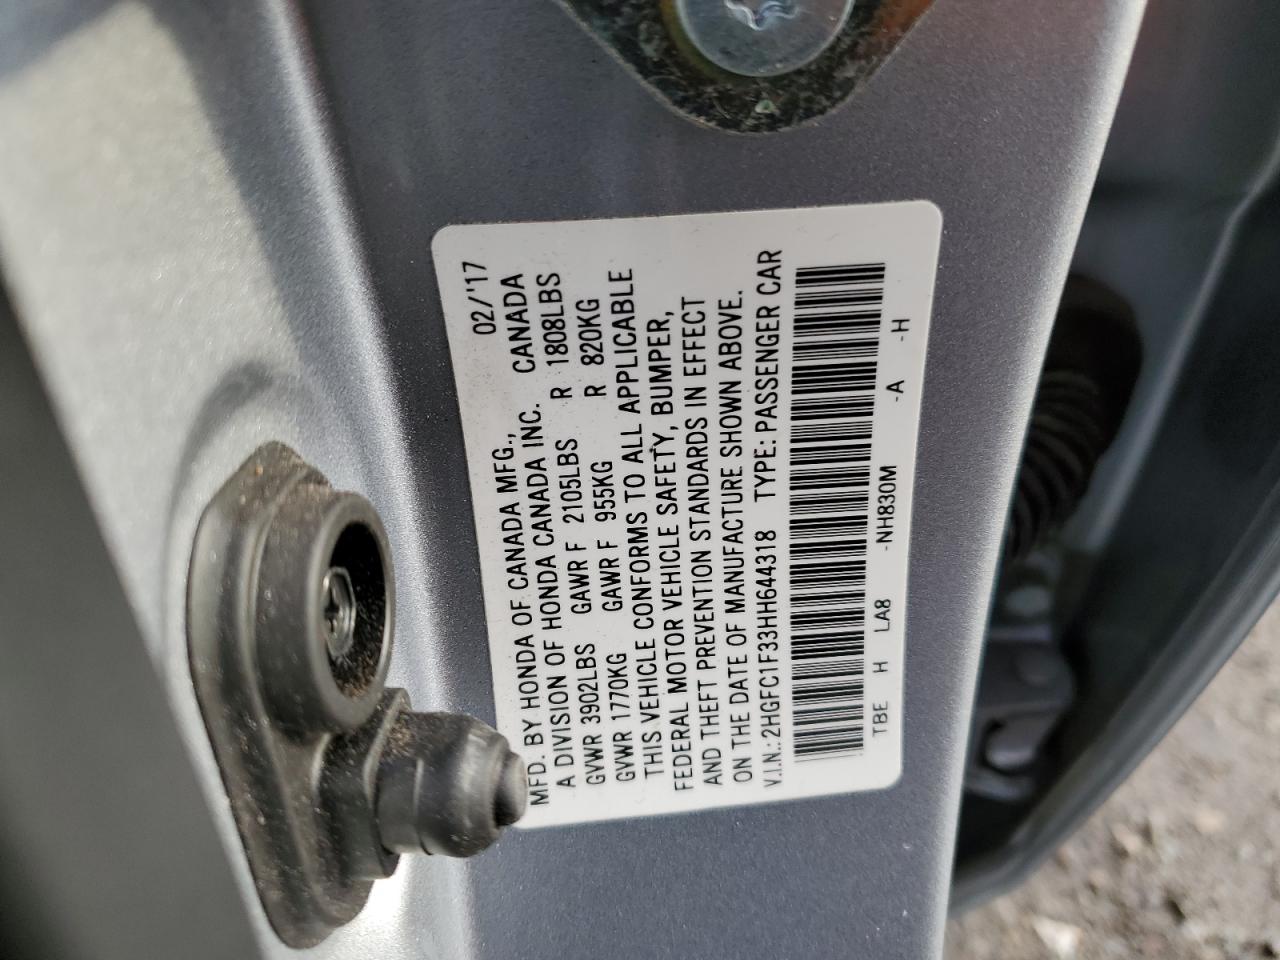 MFD. BY HONDA OF CANADA MFG., 02/'17
A DIVISION OF HONDA CANADA INC. CANADA
GVWR 3902LBS GAWR F 2105LBS R 1808LBS
GVWR 1770KG GAWR F 955KG R 820KG
THIS VEHICLE CONFORMS TO ALL APPLICABLE
FEDERAL MOTOR VEHICLE SAFETY, BUMPER,
AND THEFT PREVENTION STANDARDS IN EFFECT
ON THE DATE OF MANUFACTURE SHOWN ABOVE.
V.I.N.: 2HGFC1F33HH644318 TYPE: PASSENGER CAR
TBE H LA8 -NH830M -A -H